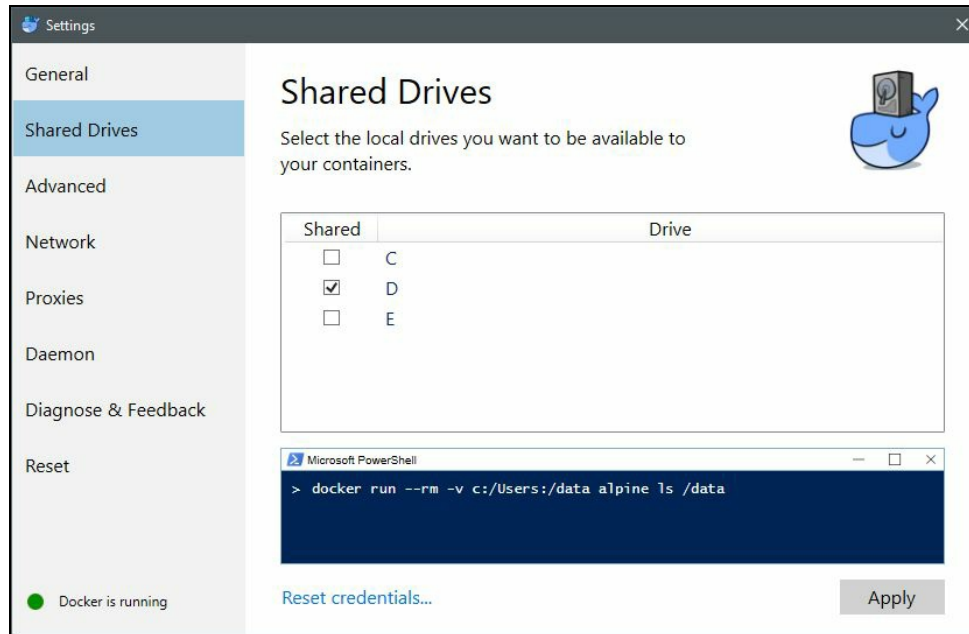 Settings
General
Shared Drives
Advanced
Network
Proxies
Daemon
Diagnose & Feedback
Reset
Docker is running
Shared Drives
Select the local drives you want to be available to
your containers.
Shared Drive
C
D
E
Microsoft PowerShell
> docker run --rm -v c:/Users:/data alpine ls /data
Reset credentials...
Apply